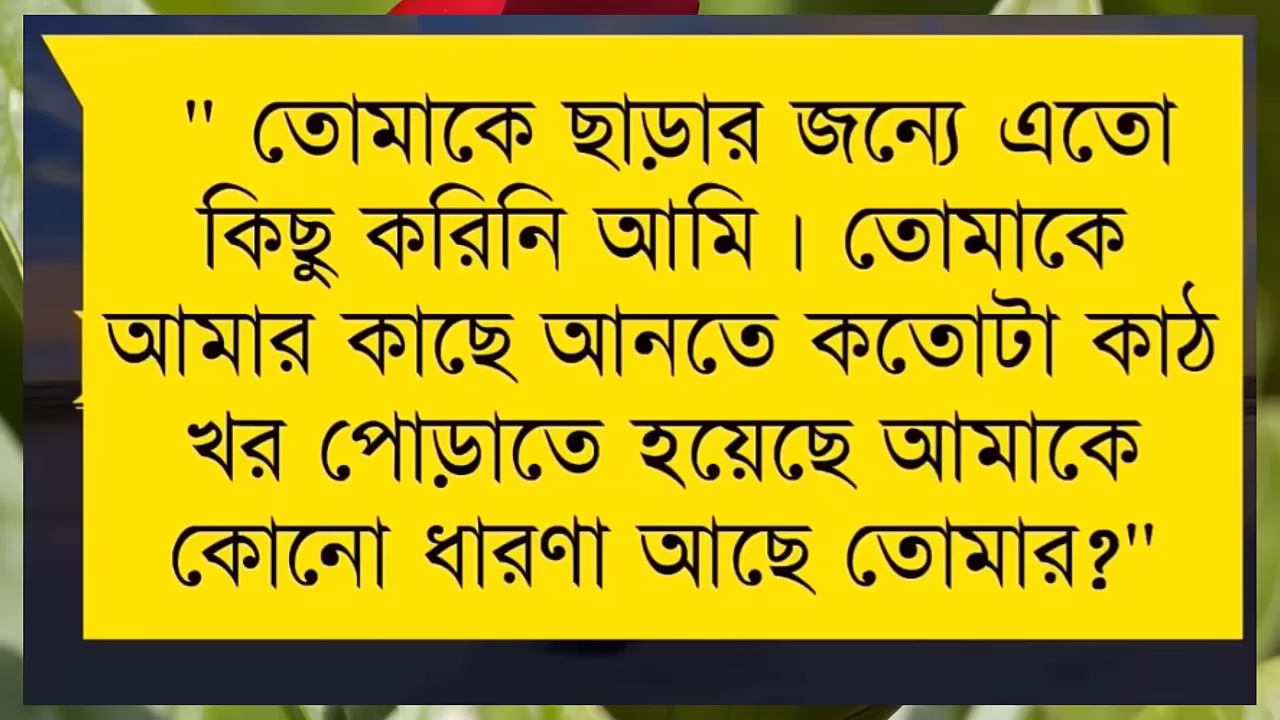 " তোমাকে ছাড়ার জন্যে এতো
কিছু করিনি আমি । তোমাকে
আমার কাছে আনতে কতোটা কাঠ
খর পোড়াতে হয়েছে আমাকে
কোনো ধারণা আছে তোমার?"